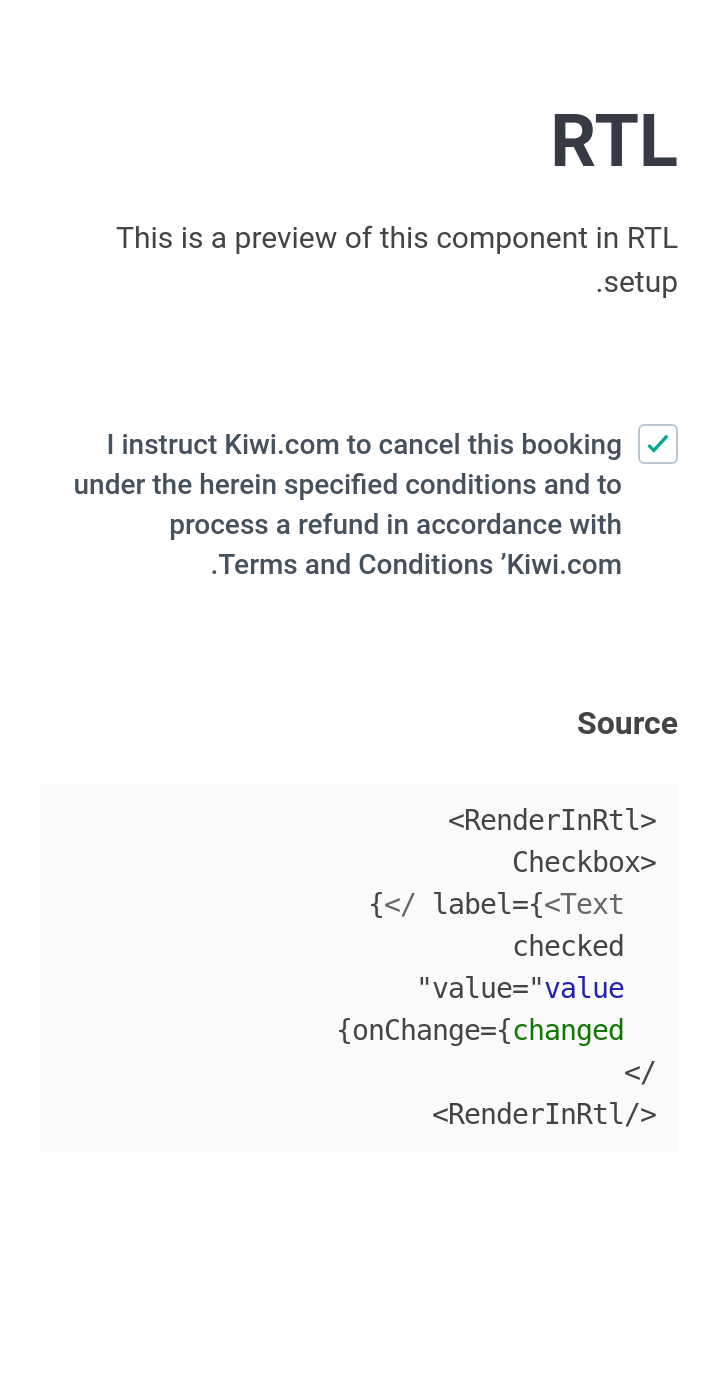 RTL
This is a preview of this component in RTL
.setup
I instruct Kiwi.com to cancel this booking
under the herein specified conditions and to
process a refund in accordance with
.Terms and Conditions ’Kiwi.com
Source
<RenderInRtl>
Checkbox>
{</ label={<Text
checked
"value="value
{onChange={changed
</
<RenderInRtl/>